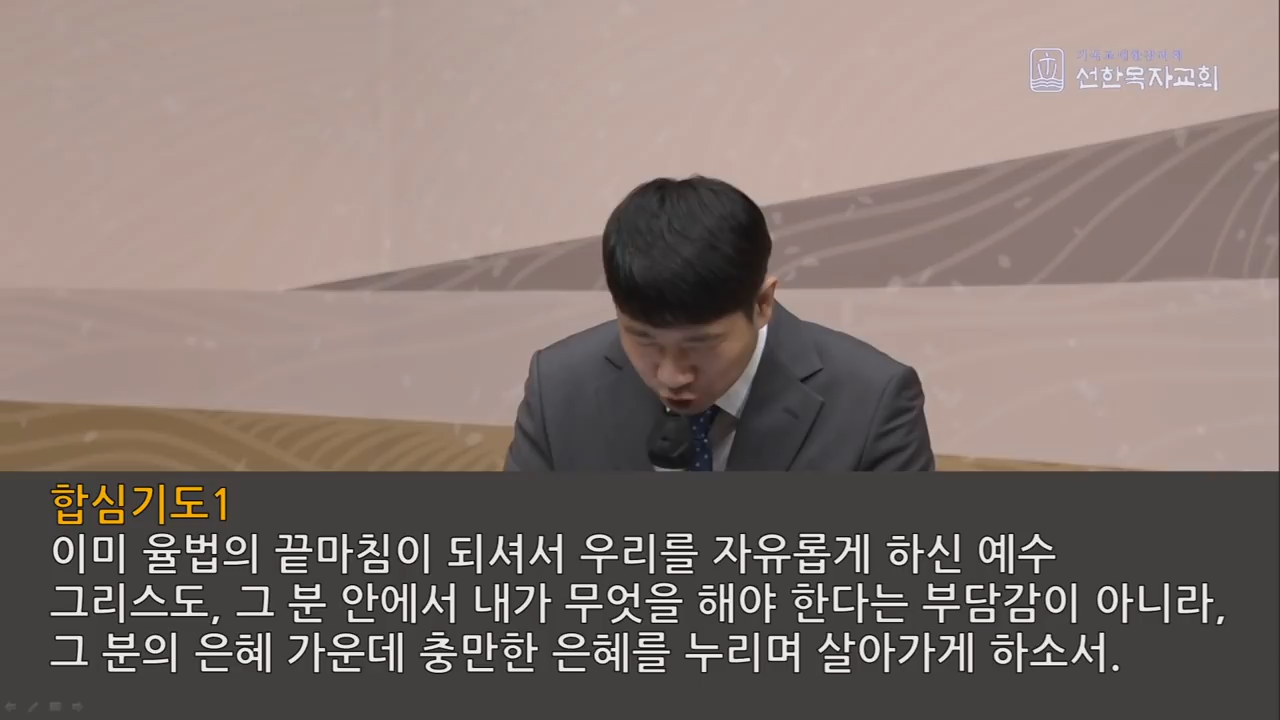 선한목자교회
합심기도1
이미 율법의 끝마침이 되셔서 우리를 자유롭게 하신 예수
그리스도, 그 분 안에서 내가 무엇을 해야 한다는 부담감이 아니라,
그 분의 은혜 가운데 충만한 은혜를 누리며 살아가게 하소서.